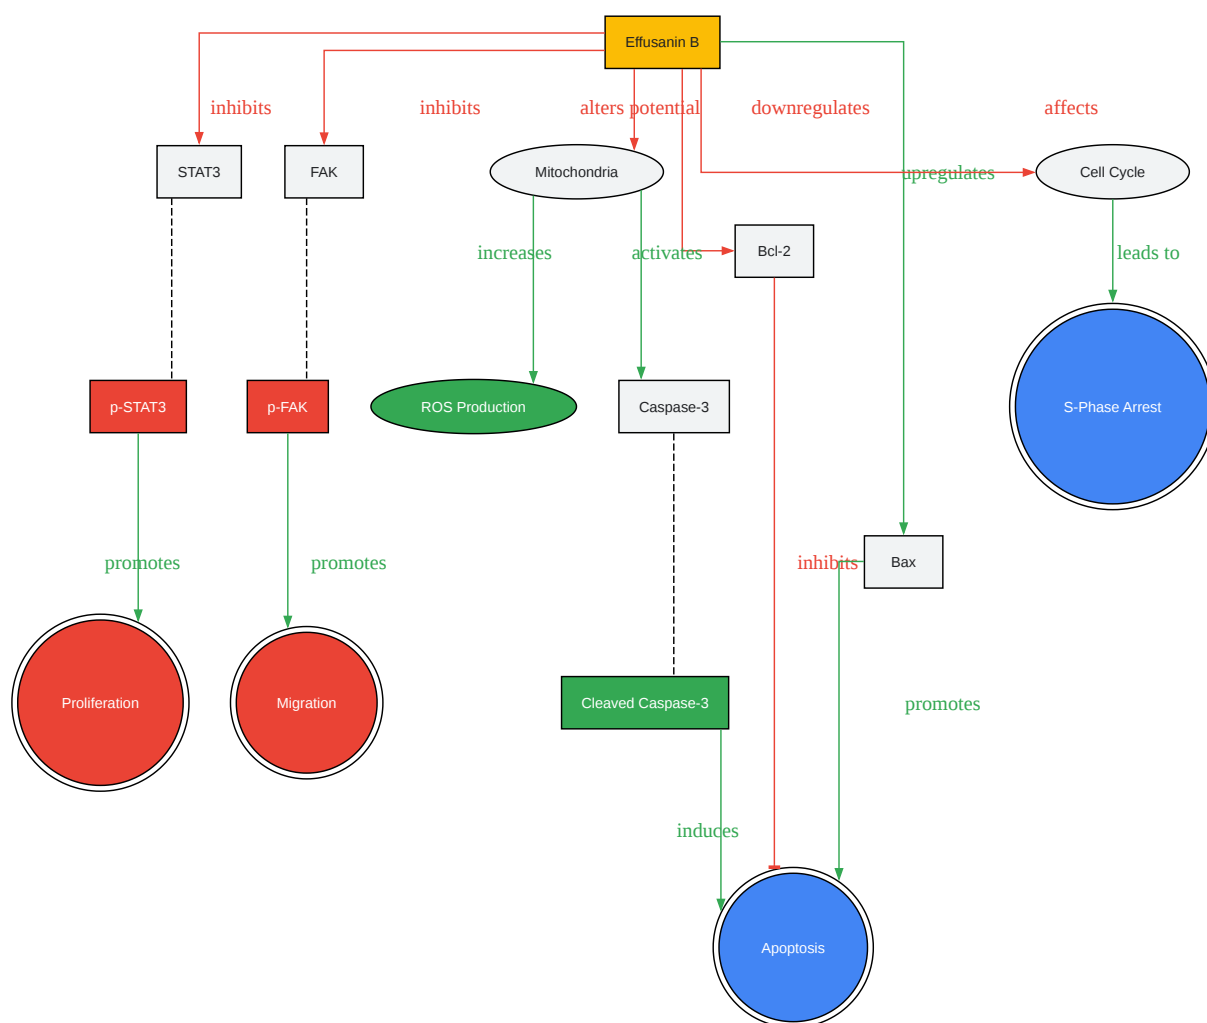 Effusanin B
inhibits
inhibits
alters potential
downregulates
affects
STAT3
FAK
Mitochondria
upregulates
Cell Cycle
increases
activates
Bcl-2
leads to
p-STAT3
p-FAK
ROS Production
Caspase-3
S-Phase Arrest
promotes
promotes
inhibits
Bax
Proliferation
Migration
Cleaved Caspase-3
promotes
induces
Apoptosis